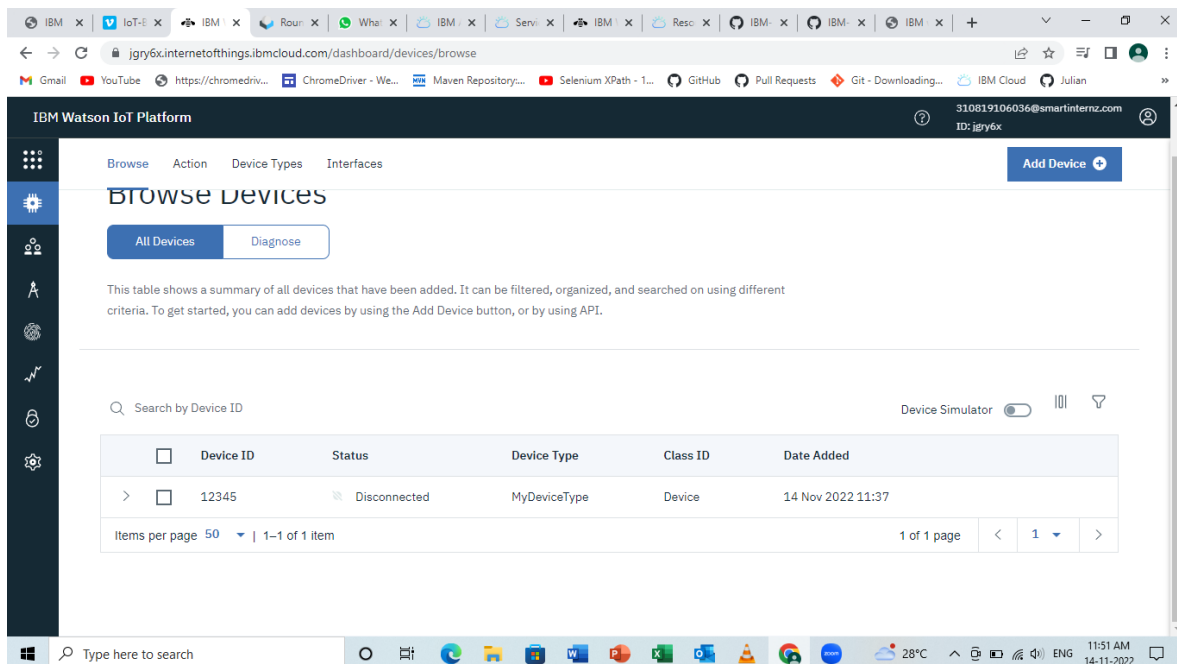 IBM
IoT-E
IBM
Roun
What
IBM
Servi
IBM
Resc
IBM-
IBM-
IBM
jgry6x.internetofthings.ibmcloud.com/dashboard/devices/browse
Gmail YouTube https://chromedriv... ChromeDriver - We... Maven Repository:... Selenium XPath - 1... GitHub Pull Requests Git - Downloading... IBM Cloud Julian »
IBM Watson IoT Platform
310819106036@smartinternz.com
ID: jgry6x
Browse Action Device Types Interfaces Add Device
Browse Devices
All Devices Diagnose
This table shows a summary of all devices that have been added. It can be filtered, organized, and searched on using different
criteria. To get started, you can add devices by using the Add Device button, or by using API.
Search by Device ID Device Simulator
Device ID Status Device Type Class ID Date Added
12345 Disconnected MyDeviceType Device 14 Nov 2022 11:37
Items per page 50 | 1–1 of 1 item 1 of 1 page 1
Type here to search 28°C ENG 11:51 AM
14-11-2022